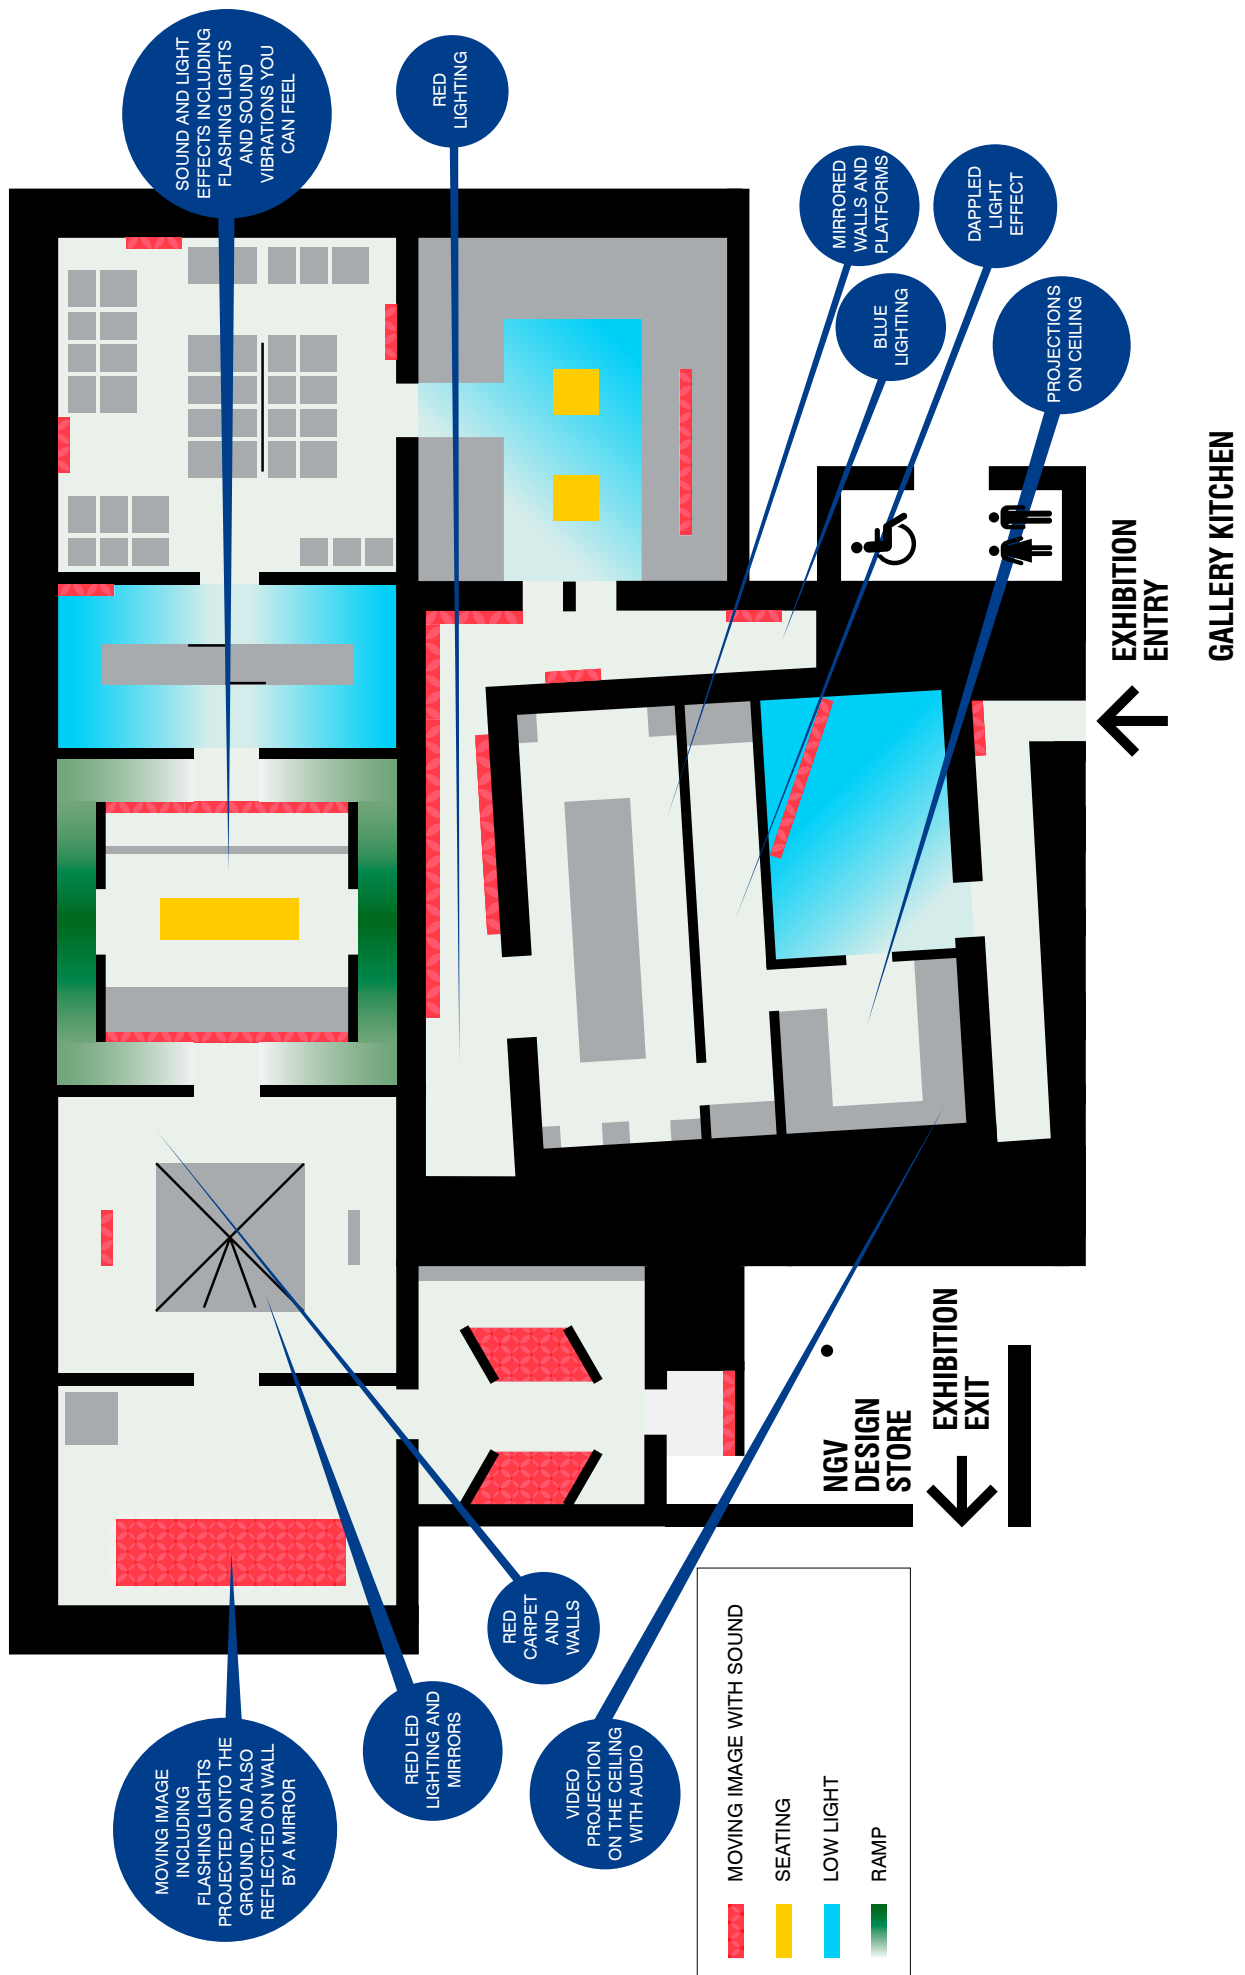 SOUND AND LIGHT
EFFECTS INCLUDING
FLASHING LIGHTS
AND SOUND
VIBRATIONS YOU
CAN FEEL
RED
LIGHTING
MIRRORED
WALLS AND
PLATFORMS
DAPPLED
LIGHT
EFFECT
BLUE
LIGHTING
PROJECTIONS
ON CEILING
EXHIBITION
ENTRY
GALLERY KITCHEN
NGV
DESIGN
STORE
EXHIBITION
EXIT
MOVING IMAGE
INCLUDING
FLASHING LIGHTS
PROJECTED ONTO THE
GROUND, AND ALSO
REFLECTED ON WALL
BY A MIRROR
RED LED
LIGHTING AND
MIRRORS
RED
CARPET
AND
WALLS
VIDEO
PROJECTION
ON THE CEILING
WITH AUDIO
MOVING IMAGE WITH SOUND
SEATING
LOW LIGHT
RAMP